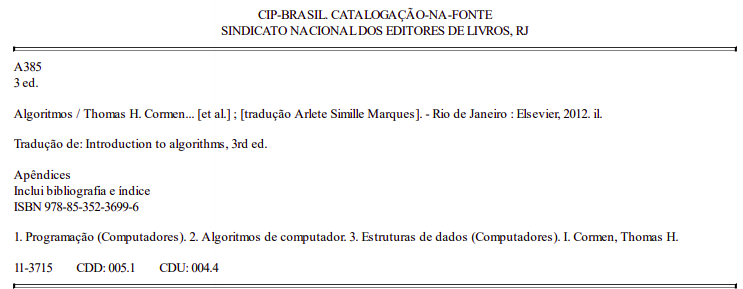 CIP-BRASIL. CATALOGAÇÃO-NA-FONTE
SINDICATO NACIONAL DOS EDITORES DE LIVROS, RJ
A385
3 ed.
Algoritmos / Thomas H. Cormen... [et al.] ; [tradução Arlete Simille Marques]. - Rio de Janeiro : Elsevier, 2012. il.
Tradução de: Introduction to algorithms, 3rd ed.
Apêndices
Inclui bibliografia e índice
ISBN 978-85-352-3699-6
1. Programação (Computadores). 2. Algoritmos de computador. 3. Estruturas de dados (Computadores). I. Cormen, Thomas H.
11-3715 CDD: 005.1 CDU: 004.4